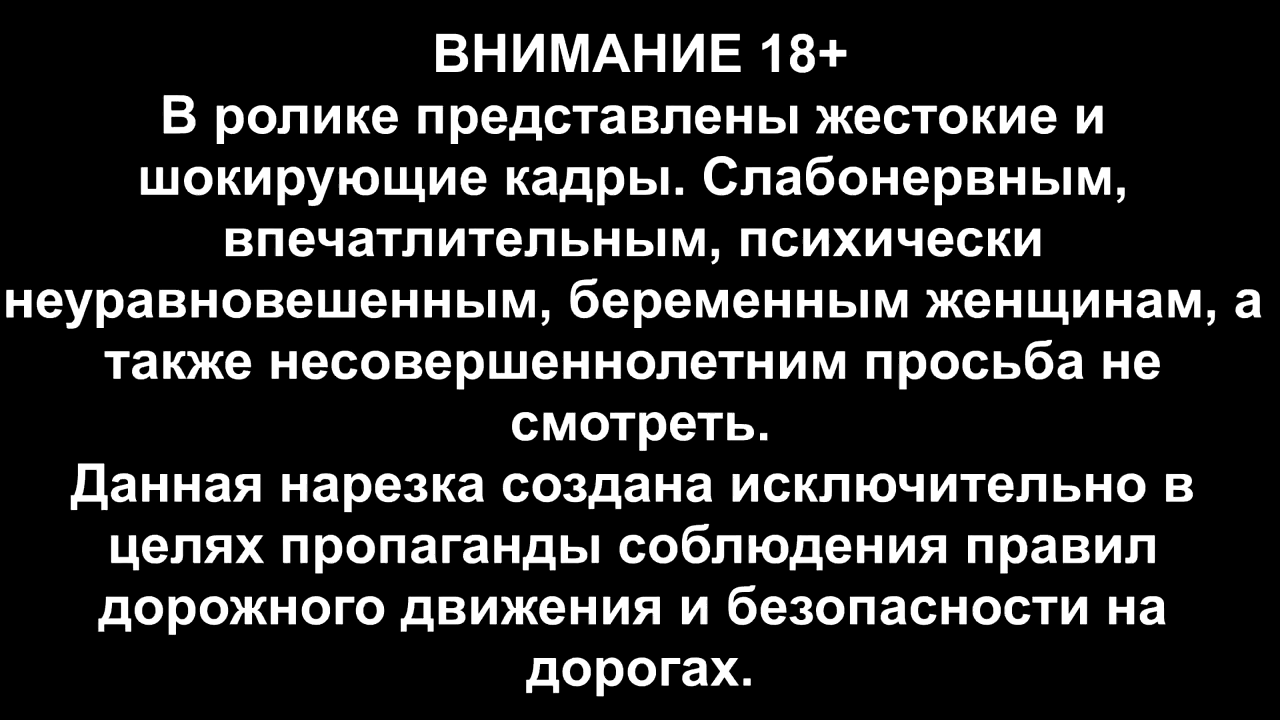 ВНИМАНИЕ 18+
В ролике представлены жестокие и
шокирующие кадры. Слабонервным,
впечатлительным, психически
неуравновешенным, беременным женщинам, а
также несовершеннолетним просьба не
смотреть.
Данная нарезка создана исключительно в
целях пропаганды соблюдения правил
дорожного движения и безопасности на
дорогах.